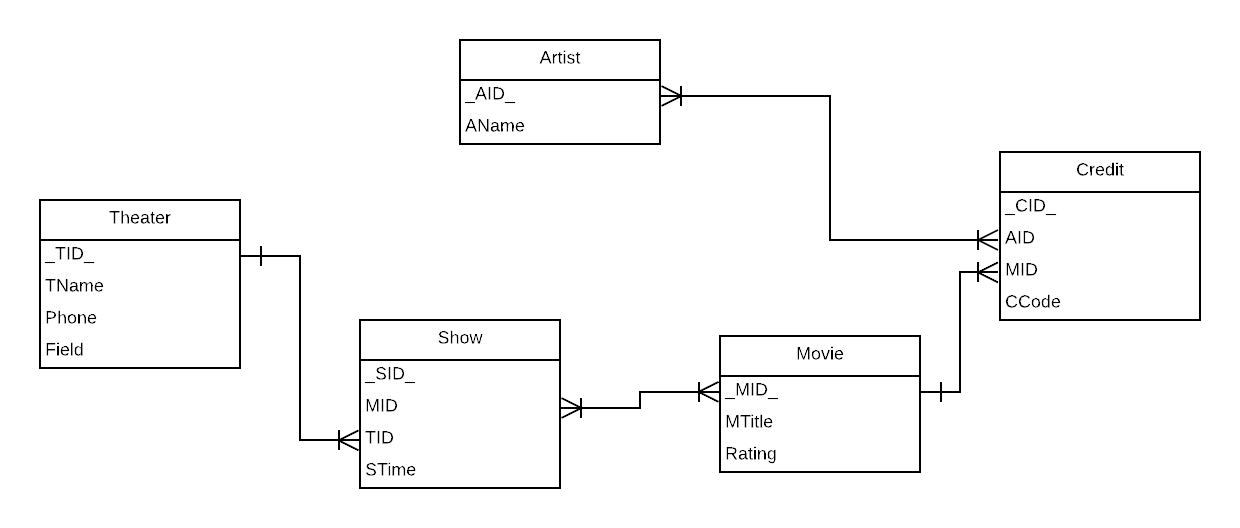 Artist
_AID_
AName
Credit
_CID_
AID
MID
CCode
Theater
_TID_
TName
Phone
Field
Show
_SID_
MID
TID
STime
Movie
_MID_
MTitle
Rating